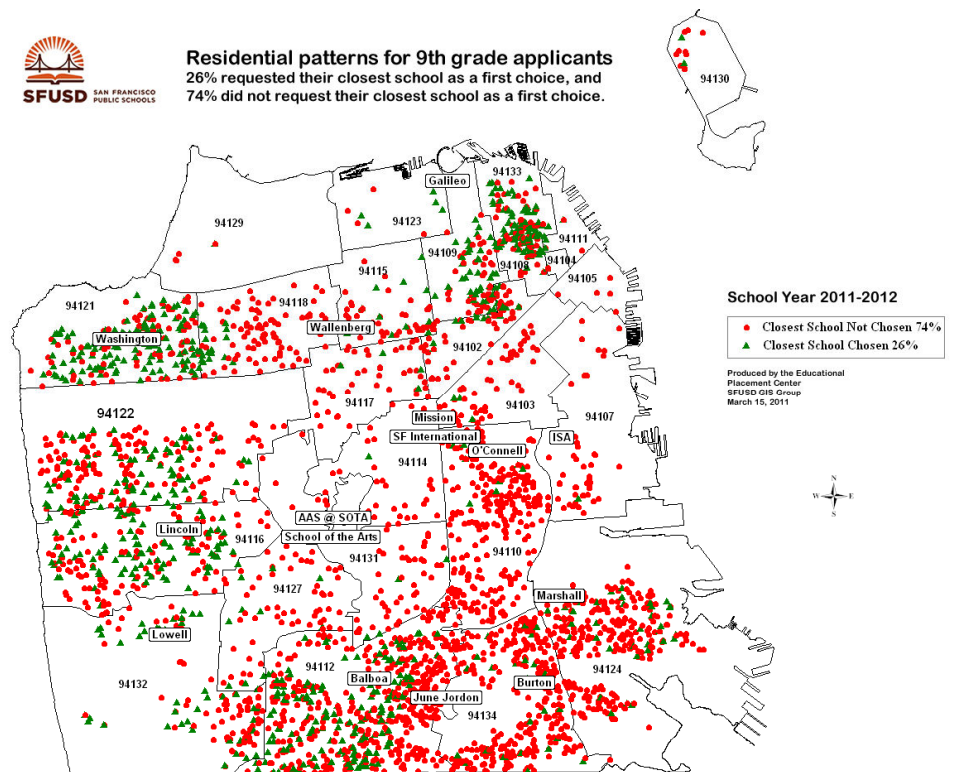 SFUSD
SAN FRANCISCO
PUBLIC SCHOOLS
Residential patterns for 9th grade applicants
26% requested their closest school as a first choice, and
74% did not request their closest school as a first choice.
94130
Galileo
94133
94129
94123
94111
94109
94104
94108
94115
94105
94121
94118
Washington
Wallenberg
94102
94117
94103
94122
Mission
94107
SF International
ISA
O'Connell
94114
AAS @ SOTA
Lincoln
School of the Arts
94116
94131
94110
94127
Marshall
Lowell
94112
94124
Balboa
Burton
94132
June Jordon
94134
School Year 2011-2012
Closest School Not Chosen 74%
Closest School Chosen 26%
Produced by the Educational
Placement Center
SFUSD GIS Group
March 15, 2011
N
W E
S